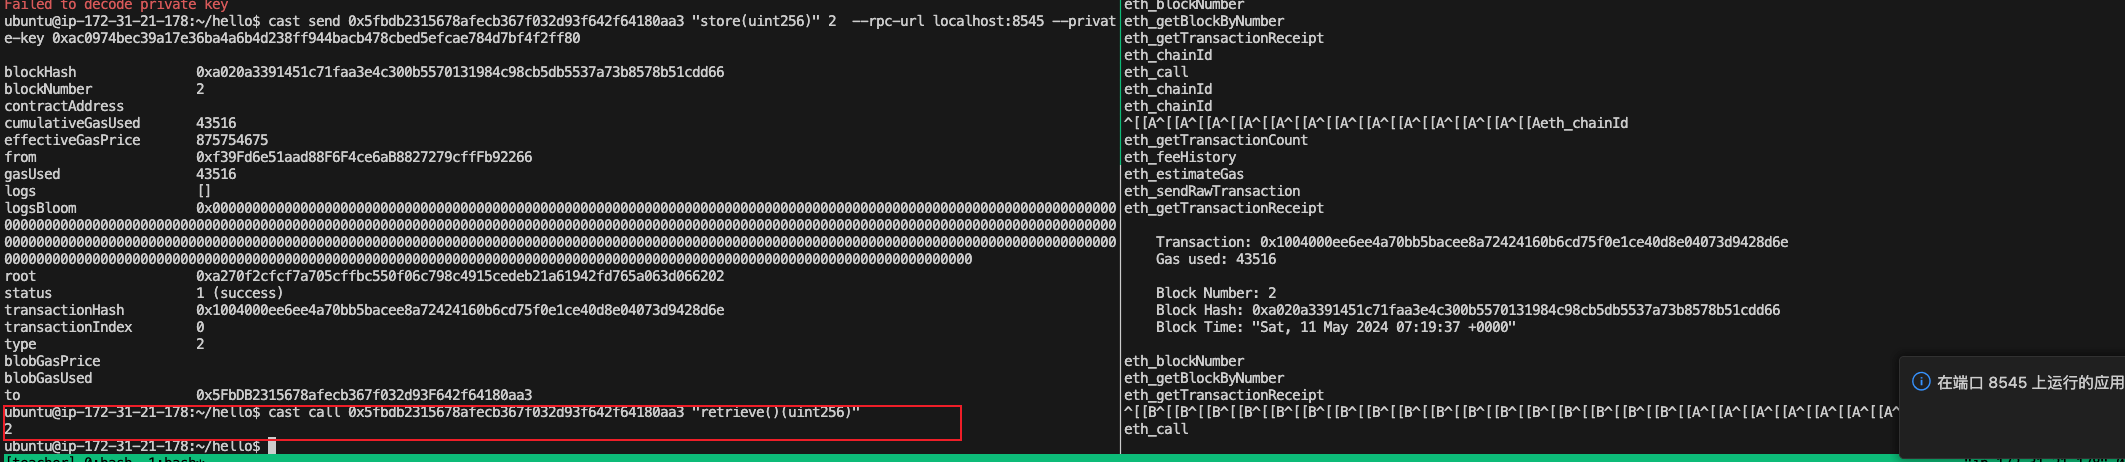 Failed to decode private key
ubuntu@ip-172-31-21-178:~/hello$ cast send 0x5fbdb2315678afecb367f032d93f642f64180aa3 "store(uint256)" 2  --rpc-url localhost:8545 --privat
e-key 0xac0974bec39a17e36ba4a6b4d238ff944bacb478cbed5efcae784d7bf4f2ff80
blockHash 0xa020a3391451c71faa3e4c300b5570131984c98cb5db5537a73b8578b51cdd66
blockNumber 2
contractAddress
cumulativeGasUsed 43516
effectiveGasPrice 875754675
from 0xf39Fd6e51aad88F6F4ce6aB8827279cffFb92266
gasUsed 43516
logs []
logsBloom 0x00000000000000000000000000000000000000000000000000000000000000000000000000000000000000000000000000000000000000000
0000000000000000000000000000000000000000000000000000000000000000000000000000000000000000000000000000000000000000000000000000000000000000000
0000000000000000000000000000000000000000000000000000000000000000000000000000000000000000000000000000000000000000000000000000000000000000000
0000000000000000000000000000000000000000000000000000000000000000000000000000000000000000000000000000000000000000000000000
root 0xa270f2cfcf7a705cffbc550f06c798c4915cedeb21a61942fd765a063d066202
status 1 (success)
transactionHash 0x1004000ee6ee4a70bb5bacee8a72424160b6cd75f0e1ce40d8e04073d9428d6e
transactionIndex 0
type 2
blobGasPrice
blobGasUsed
to 0x5FbDB2315678afecb367f032d93F642f64180aa3
ubuntu@ip-172-31-21-178:~/hello$ cast call 0x5fbdb2315678afecb367f032d93f642f64180aa3 "retrieve()(uint256)"
2
ubuntu@ip-172-31-21-178:~/hello$
eth_blockNumber
eth_getBlockByNumber
eth_getTransactionReceipt
eth_chainId
eth_call
eth_chainId
eth_chainId
^[[A^[[A^[[A^[[A^[[A^[[A^[[A^[[A^[[A^[[A^[[A^[[A^[[Aeth_chainId
eth_getTransactionCount
eth_feeHistory
eth_estimateGas
eth_sendRawTransaction
eth_getTransactionReceipt
Transaction: 0x1004000ee6ee4a70bb5bacee8a72424160b6cd75f0e1ce40d8e04073d9428d6e
Gas used: 43516
Block Number: 2
Block Hash: 0xa020a3391451c71faa3e4c300b5570131984c98cb5db5537a73b8578b51cdd66
Block Time: "Sat, 11 May 2024 07:19:37 +0000"
eth_blockNumber
eth_getBlockByNumber
eth_getTransactionReceipt
^[[B^[[B^[[B^[[B^[[B^[[B^[[B^[[B^[[B^[[B^[[B^[[B^[[B^[[B^[[B^[[B^[[B^[[A^[[A^[[A^[[A^[[A^[[A^[[A^
eth_call
在端口 8545 上运行的应用